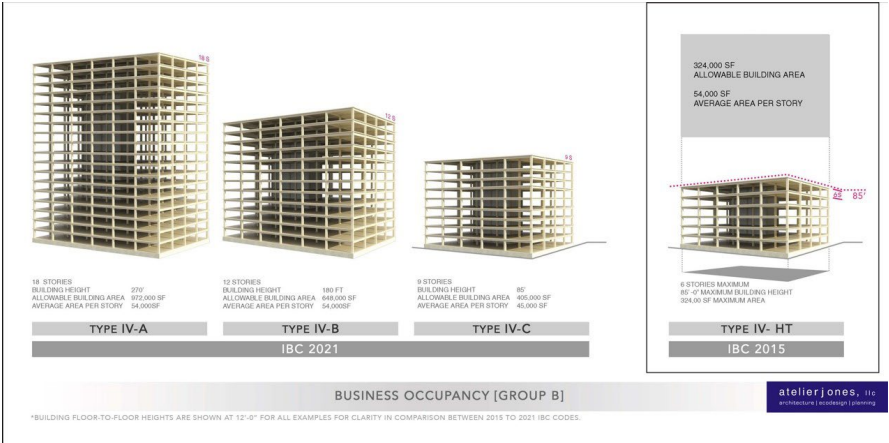 18 S
12 S
9 S
324,000 SF
ALLOWABLE BUILDING AREA
54,000 SF
AVERAGE AREA PER STORY
85'
18 STORIES
BUILDING HEIGHT 270'
ALLOWABLE BUILDING AREA 972,000 SF
AVERAGE AREA PER STORY 54,000SF
12 STORIES
BUILDING HEIGHT 180 FT
ALLOWABLE BUILDING AREA 648,000 SF
AVERAGE AREA PER STORY 54,000SF
9 STORIES
BUILDING HEIGHT 85'
ALLOWABLE BUILDING AREA 405,000 SF
AVERAGE AREA PER STORY 45,000 SF
6 STORIES MAXIMUM
85'-0" MAXIMUM BUILDING HEIGHT
324,00 SF MAXIMUM AREA
TYPE IV-A
TYPE IV-B
TYPE IV-C
TYPE IV- HT
IBC 2021
IBC 2015
BUSINESS OCCUPANCY [GROUP B]
atelierjones, llc
architecture | ecodesign | planning
*BUILDING FLOOR-TO-FLOOR HEIGHTS ARE SHOWN AT 12'-0" FOR ALL EXAMPLES FOR CLARITY IN COMPARISON BETWEEN 2015 TO 2021 IBC CODES.